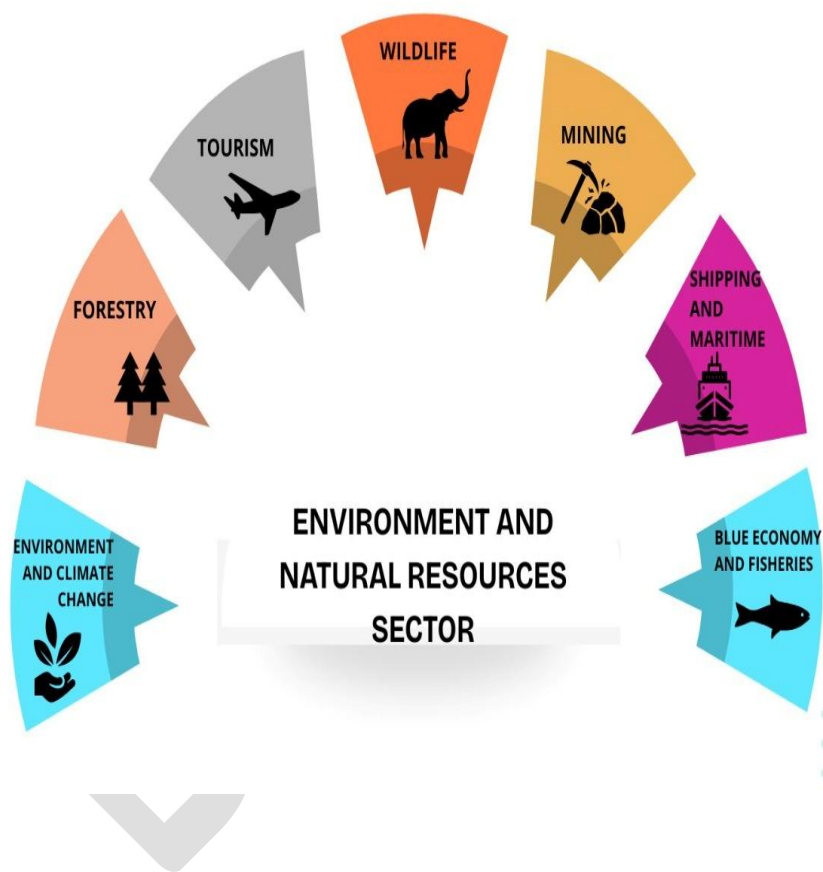 WILDLIFE
TOURISM
MINING
FORESTRY
SHIPPING
AND
MARITIME
ENVIRONMENT
AND CLIMATE
CHANGE
BLUE ECONOMY
AND FISHERIES
ENVIRONMENT AND
NATURAL RESOURCES
SECTOR